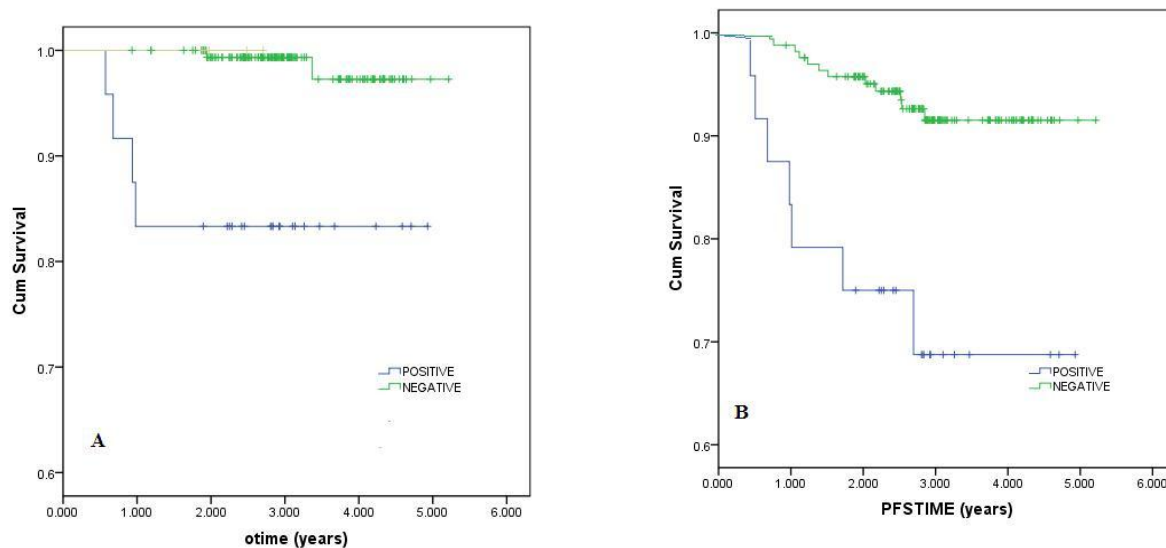 1.0
0.9
0.8
0.7
0.6
Cum Survival
POSITIVE
NEGATIVE
A
0.000 1.000 2.000 3.000 4.000 5.000 6.000
otime (years)
1.0
0.9
0.8
0.7
0.6
Cum Survival
POSITIVE
NEGATIVE
B
0.000 1.000 2.000 3.000 4.000 5.000 6.000
PFSTIME (years)